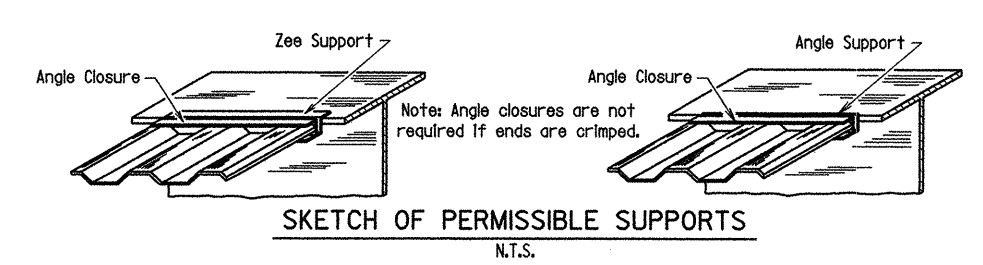 Zee Support
Angle Closure
Note: Angle closures are not
required if ends are crimped.
Angle Support
Angle Closure
SKETCH OF PERMISSIBLE SUPPORTS
N.T.S.